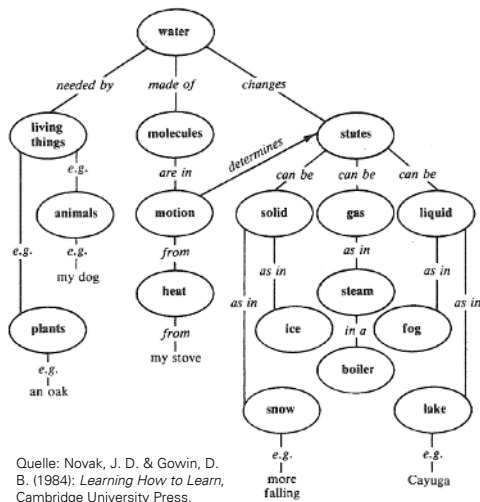 water
needed by
made of
changes
living
things
molecules
determines
states
e.g.
are in
can be
can be
can be
animals
motion
solid
gas
liquid
e.g.
e.g.
from
as in
my dog
heat
as in
as in
steam
as in
as in
plants
from
ice
in a
fog
my stove
boiler
e.g.
an oak
snow
lake
Quelle: Novak, J. D. & Gowin, D.
B. (1984): Learning How to Learn,
Cambridge University Press.
e.g.
e.g.
more
falling
Cayuga